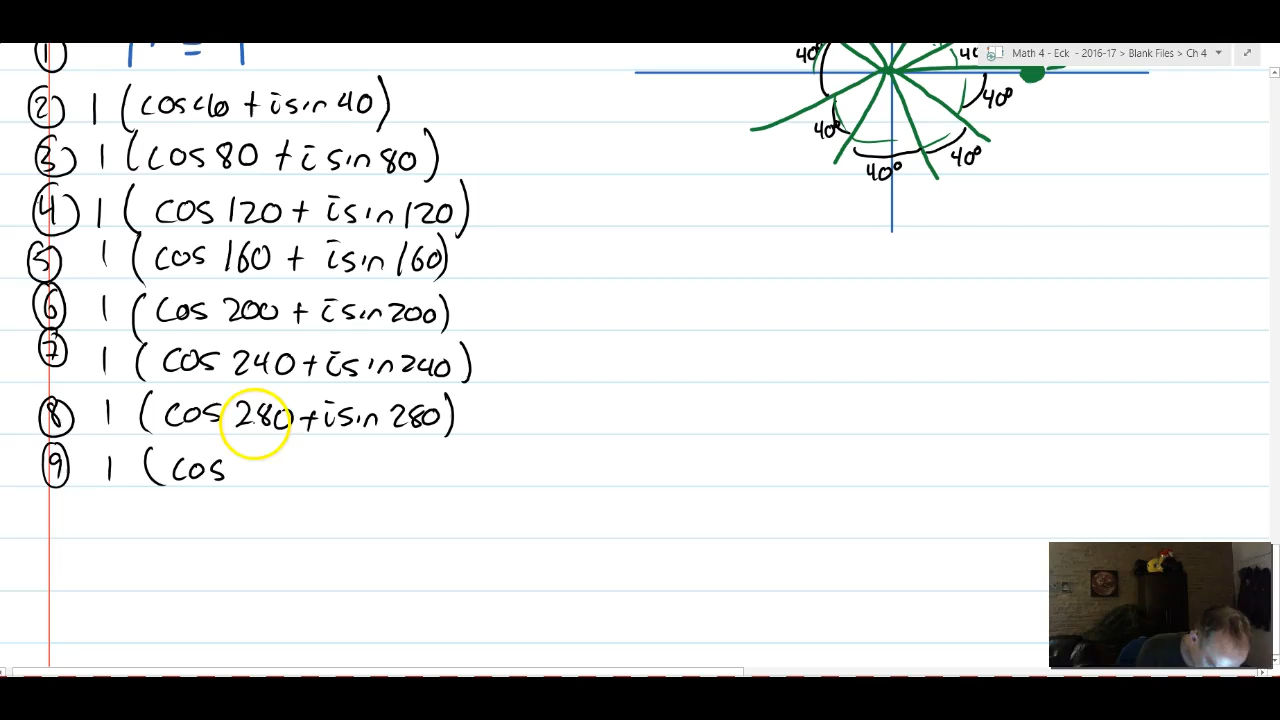 Math 4 - Eck - 2016-17 > Blank Files > Ch 4
40°
40°
40°
40°
40°
40°
①
② 1 (cos 40 + i sin 40)
③ 1 (cos 80 + i sin 80)
④ 1 ( cos 120 + i sin 120)
⑤ 1 ( cos 160 + i sin 160)
⑥ 1 ( cos 200 + i sin 200)
⑦ 1 ( cos 240 + i sin 240 )
⑧ 1 ( cos 280 + i sin 280)
⑨ 1 ( cos